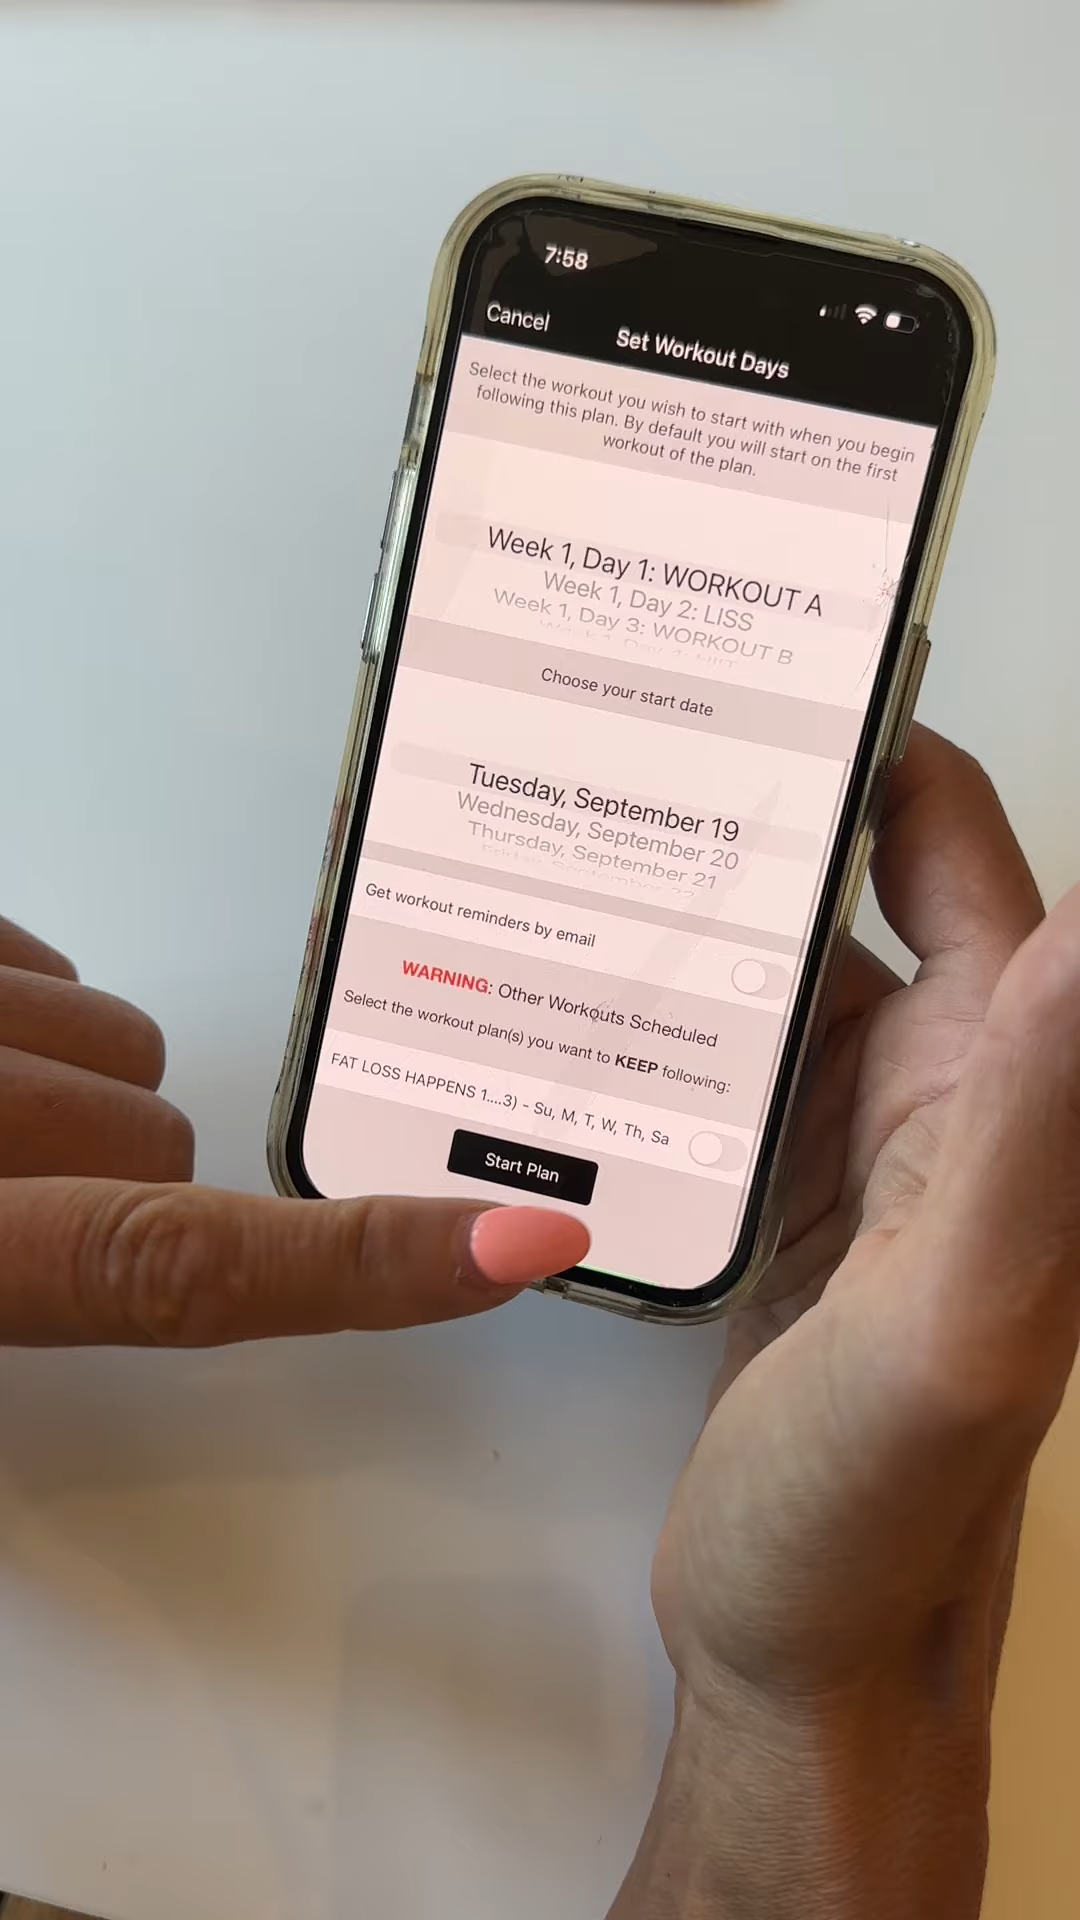 7:58
Cancel
Set Workout Days
Select the workout you wish to start with when you begin
following this plan. By default you will start on the first
workout of the plan.
Week 1, Day 1: WORKOUT A
Week 1, Day 2: LISS
Week 1, Day 3: WORKOUT B
Choose your start date
Tuesday, September 19
Wednesday, September 20
Thursday, September 21
Get workout reminders by email
WARNING: Other Workouts Scheduled
Select the workout plan(s) you want to KEEP following:
FAT LOSS HAPPENS 1....3) - Su, M, T, W, Th, Sa
Start Plan